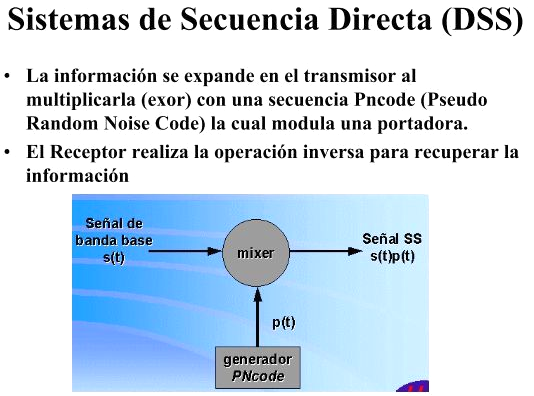 Sistemas de Secuencia Directa (DSS)
• La información se expande en el transmisor al
multiplicarla (exor) con una secuencia Pncode (Pseudo
Random Noise Code) la cual modula una portadora.
• El Receptor realiza la operación inversa para recuperar la
información
Señal de
banda base
s(t)
mixer
Señal SS
s(t)p(t)
p(t)
generador
PNcode